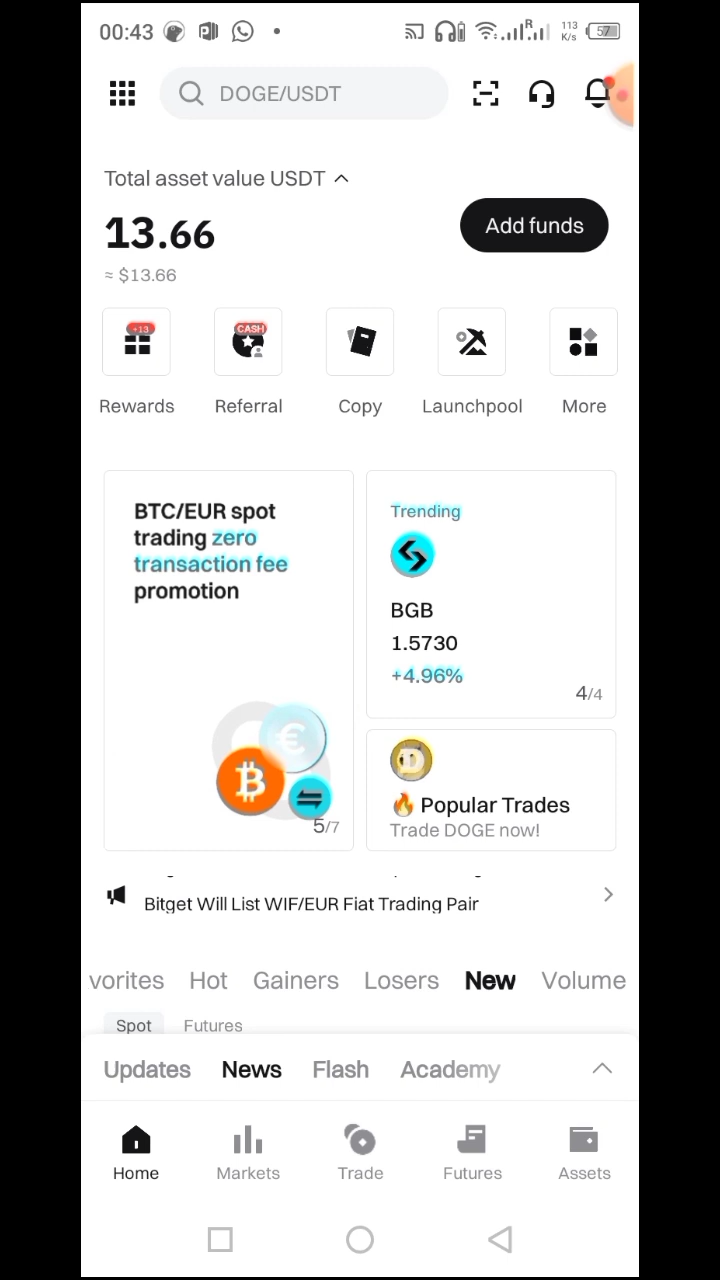 00:43
R
113
K/s
57
DOGE/USDT
Total asset value USDT
13.66
Add funds
≈ $13.66
+13
CASH
Rewards
Referral
Copy
Launchpool
More
BTC/EUR spot
trading zero
transaction fee
promotion
5/7
Trending
BGB
1.5730
+4.96%
4/4
🔥 Popular Trades
Trade DOGE now!
Bitget Will List WIF/EUR Fiat Trading Pair
vorites Hot Gainers Losers New Volume
Spot Futures
Updates News Flash Academy
Home Markets Trade Futures Assets